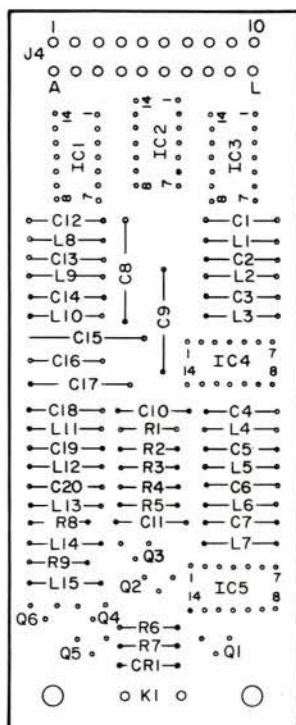 1 10
J4
A L
14 1 14 1 14 1
IC1 IC2 IC3
8 7 8 7 8 7
C12 C1
L8 L1
C13 C8 C2
L9 L2
C14 C9 C3
L10 L3
C15
1 7
C16 IC4
C17 14 8
C18 C10 C4
L11 R1 L4
C19 R2 C5
L12 R3 L5
C20 R4 C6
L13 R5 L6
R8 C11 C7
L14 Q3 L7
R9 1 7
L15 Q2 IC5
14 8
Q6 Q4
R6
Q5 R7 Q1
CR1
K1